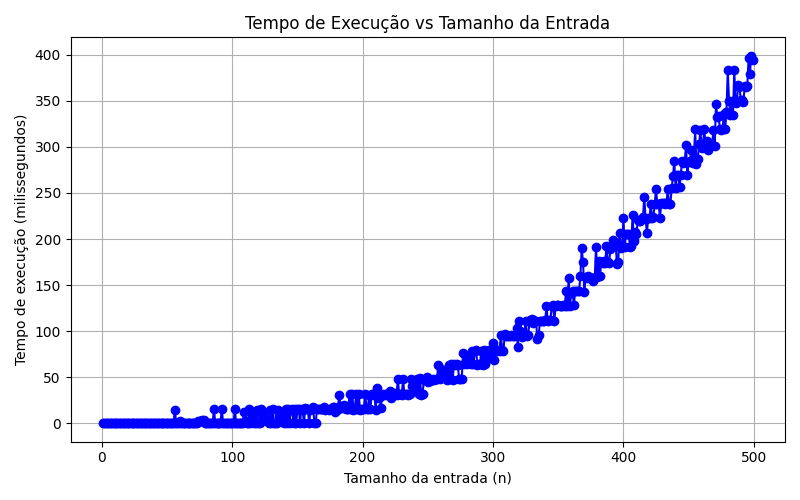 Tempo de Execução vs Tamanho da Entrada
400
350
300
250
200
150
100
50
0
Tempo de execução (milissegundos)
0 100 200 300 400 500
Tamanho da entrada (n)